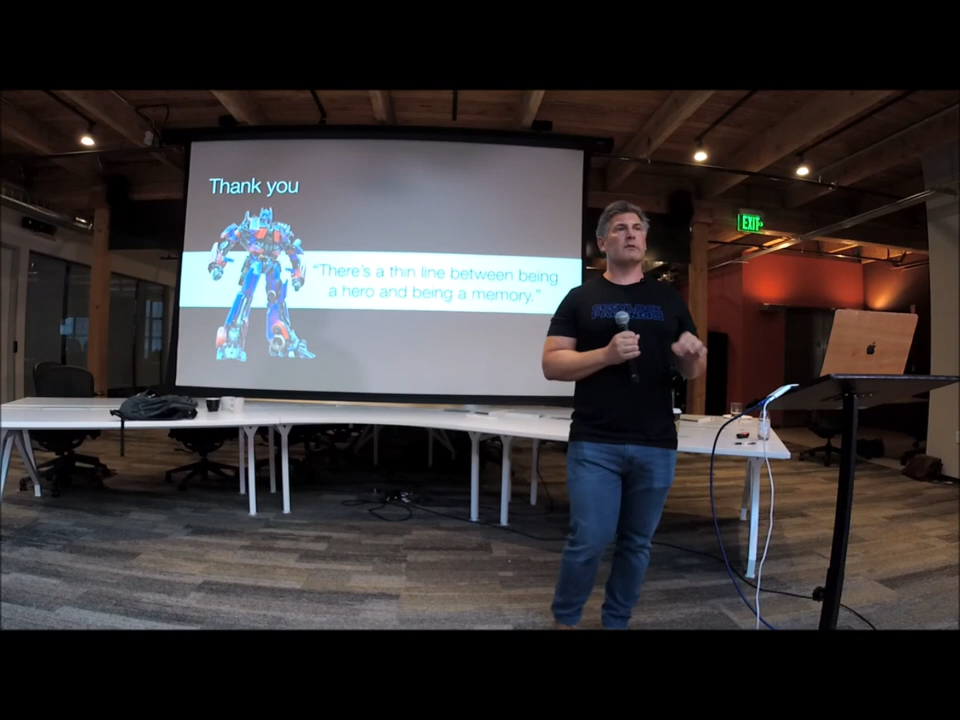 Thank you
“There's a thin line between being
a hero and being a memory.”
EXIT